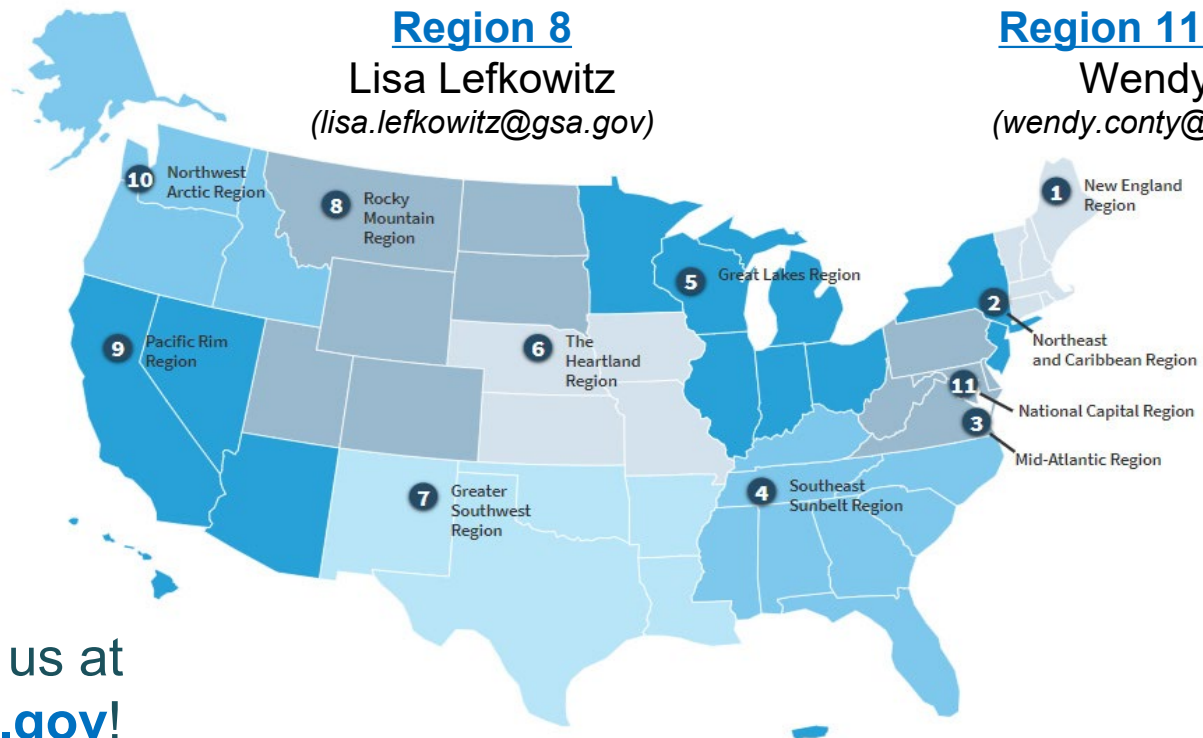 Region 8
Lisa Lefkowitz
(lisa.lefkowitz@gsa.gov)
Region 11
Wendy
(wendy.conty@
10 Northwest
Arctic Region
8 Rocky
Mountain
Region
1 New England
Region
5 Great Lakes Region
2
Northeast
and Caribbean Region
9 Pacific Rim
Region
6 The
Heartland
Region
11
National Capital Region
3
Mid-Atlantic Region
7 Greater
Southwest
Region
4 Southeast
Sunbelt Region
us at
.gov!